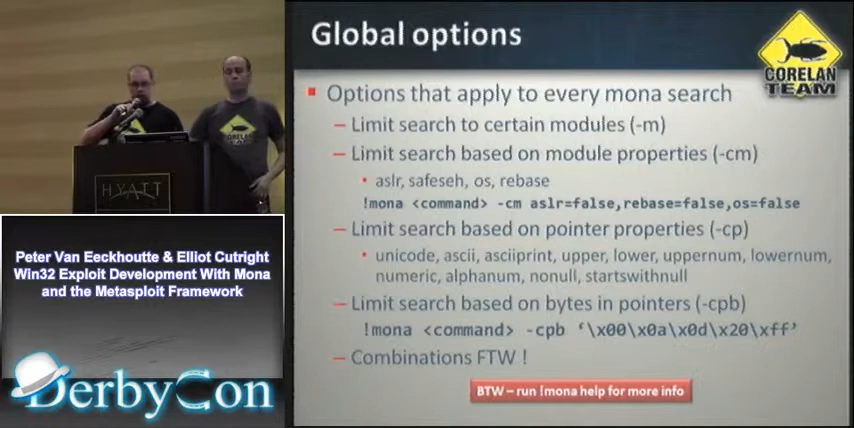 Global options
CORELAN
TEAM
Options that apply to every mona search
– Limit search to certain modules (-m)
– Limit search based on module properties (-cm)
• aslr, safeseh, os, rebase
!mona <command> -cm aslr=false,rebase=false,os=false
– Limit search based on pointer properties (-cp)
• unicode, ascii, asciiprint, upper, lower, uppernum, lowernum,
numeric, alphanum, nonull, startswithnull
– Limit search based on bytes in pointers (-cpb)
!mona <command> -cpb ‘\x00\x0a\x0d\x20\xff’
– Combinations FTW !
BTW – run !mona help for more info
HYATT
Peter Van Eeckhoutte & Elliot Cutright
Win32 Exploit Development With Mona
and the Metasploit Framework
DerbyCon